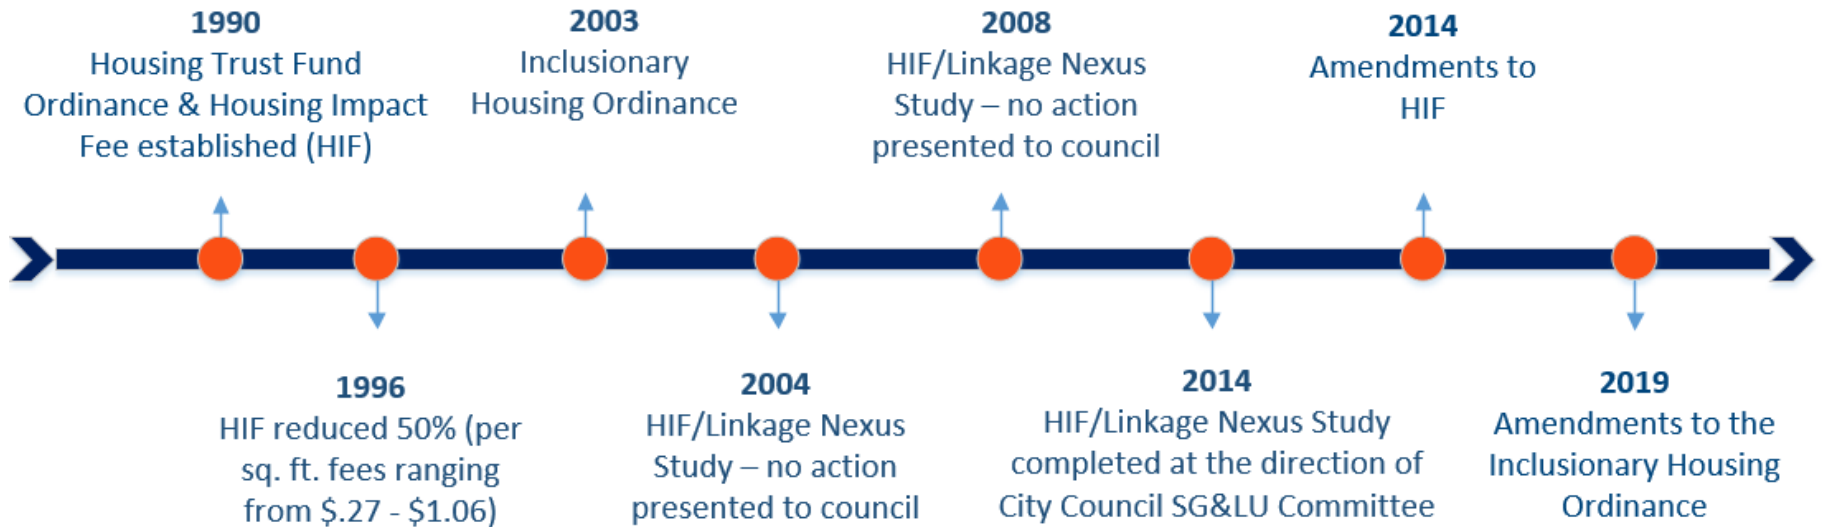 1990
Housing Trust Fund
Ordinance & Housing Impact
Fee established (HIF)
1996
HIF reduced 50% (per
sq. ft. fees ranging
from $.27 - $1.06)
2003
Inclusionary
Housing Ordinance
2004
HIF/Linkage Nexus
Study – no action
presented to council
2008
HIF/Linkage Nexus
Study – no action
presented to council
2014
HIF/Linkage Nexus Study
completed at the direction of
City Council SG&LU Committee
2014
Amendments to
HIF
2019
Amendments to the
Inclusionary Housing
Ordinance